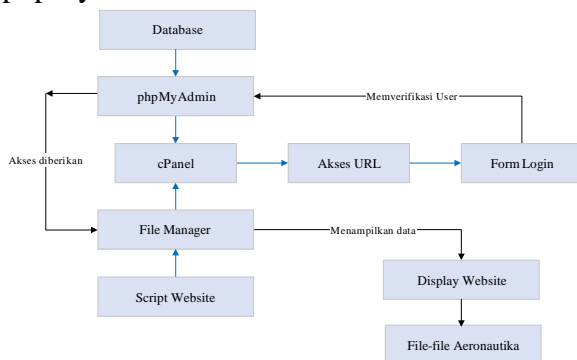 Database
phpMyAdmin
Memverifikasi User
Akses diberikan
cPanel
Akses URL
Form Login
File Manager
Menampilkan data
Script Website
Display Website
File-file Aeronautika